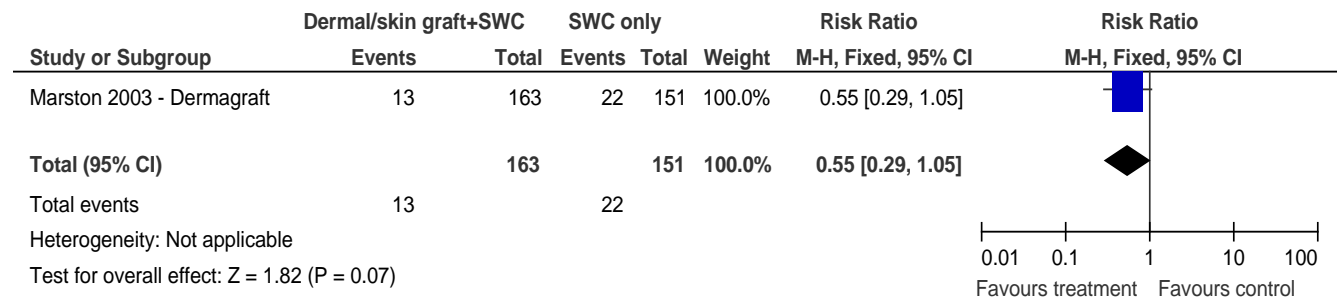 Dermal/skin graft+SWC SWC only Risk Ratio Risk Ratio
Study or Subgroup Events Total Events Total Weight M-H, Fixed, 95% CI M-H, Fixed, 95% CI
Marston 2003 - Dermagraft 13 163 22 151 100.0% 0.55 [0.29, 1.05]
Total (95% CI) 163 151 100.0% 0.55 [0.29, 1.05]
Total events 13 22
Heterogeneity: Not applicable
Test for overall effect: Z = 1.82 (P = 0.07)
0.01 0.1 1 10 100
Favours treatment Favours control